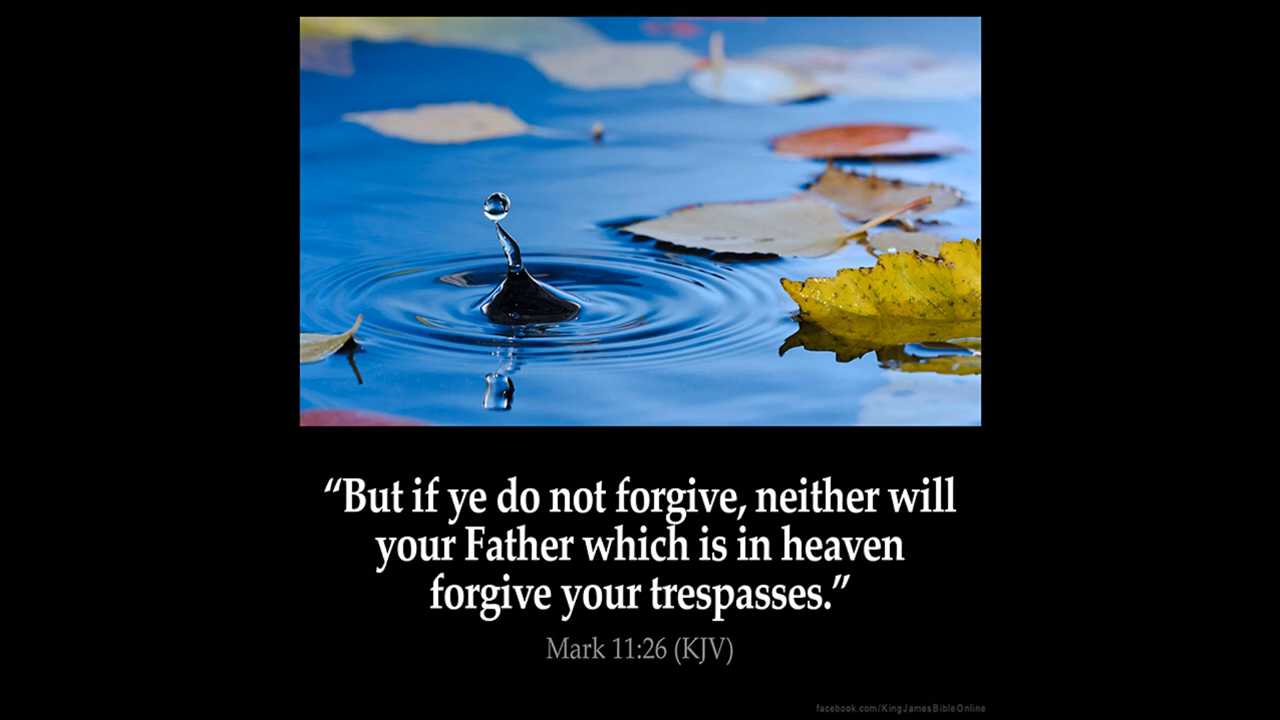 “But if ye do not forgive, neither will
your Father which is in heaven
forgive your trespasses.”
Mark 11:26 (KJV)
facebook.com/KingJamesBibleOnline